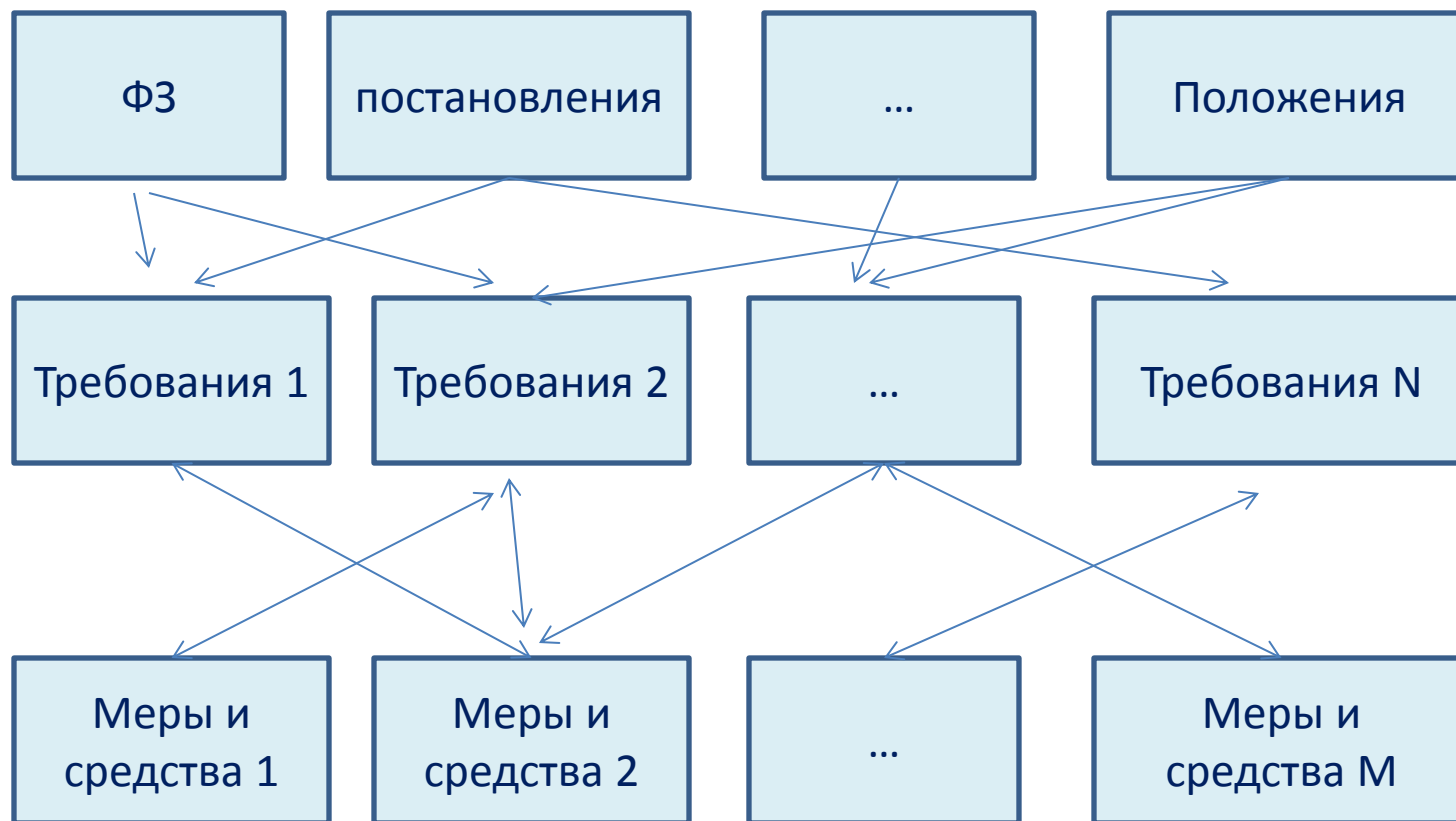 ФЗ
постановления
...
Положения
Требования 1
Требования 2
...
Требования N
Меры и
средства 1
Меры и
средства 2
...
Меры и
средства М